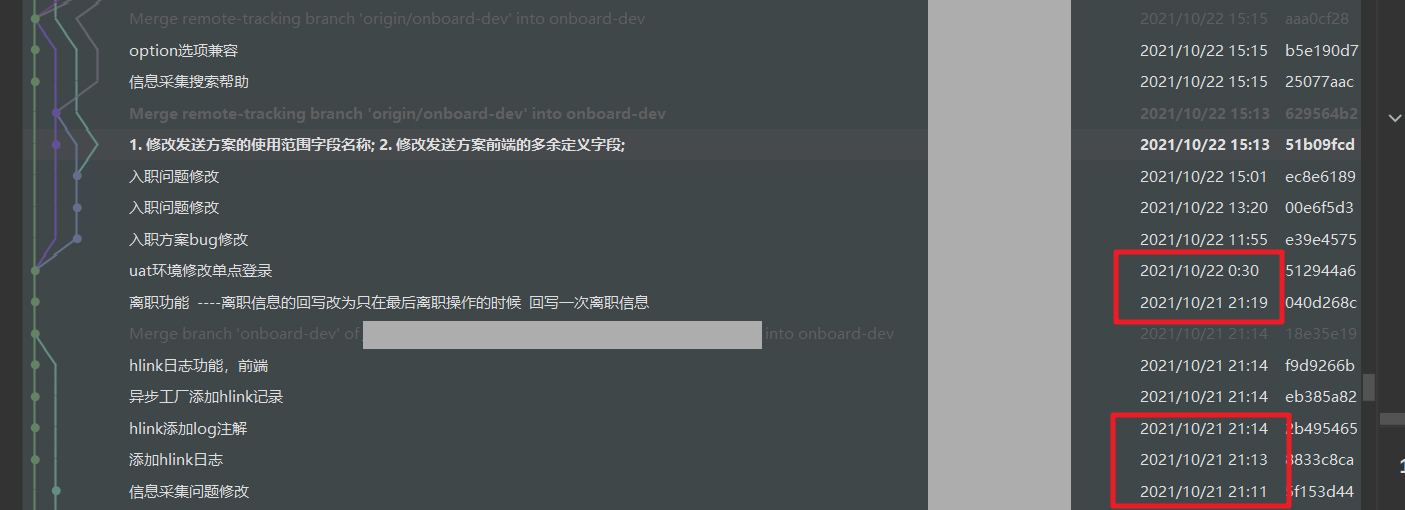 Merge remote-tracking branch 'origin/onboard-dev' into onboard-dev 2021/10/22 15:15 aaa0cf28
option选项兼容 2021/10/22 15:15 b5e190d7
信息采集搜索帮助 2021/10/22 15:15 25077aac
Merge remote-tracking branch 'origin/onboard-dev' into onboard-dev 2021/10/22 15:13 629564b2
1. 修改发送方案的使用范围字段名称; 2. 修改发送方案前端的多余定义字段; 2021/10/22 15:13 51b09fcd
入职问题修改 2021/10/22 15:01 ec8e6189
入职问题修改 2021/10/22 13:20 00e6f5d3
入职方案bug修改 2021/10/22 11:55 e39e4575
uat环境修改单点登录 2021/10/22 0:30 512944a6
离职功能 ----离职信息的回写改为只在最后离职操作的时候 回写一次离职信息 2021/10/21 21:19 040d268c
Merge branch 'onboard-dev' of into onboard-dev 2021/10/21 21:14 18e35e19
hlink日志功能，前端 2021/10/21 21:14 f9d9266b
异步工厂添加hlink记录 2021/10/21 21:14 eb385a82
hlink添加log注解 2021/10/21 21:14 2b495465
添加hlink日志 2021/10/21 21:13 8833c8ca
信息采集问题修改 2021/10/21 21:11 5f153d44